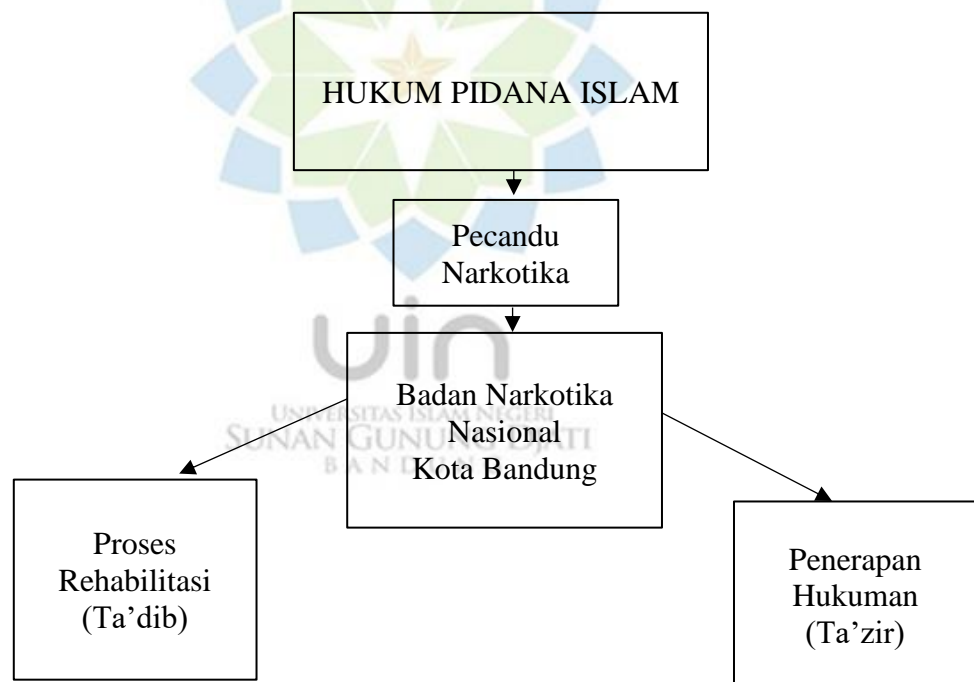 HUKUM PIDANA ISLAM
Pecandu
Narkotika
uin
Badan Narkotika
Nasional
Kota Bandung
UNIVERSITAS ISLAM NEGERI
SUNAN GUNUNG DJATI
BANDUNG
Proses
Rehabilitasi
(Ta’dib)
Penerapan
Hukuman
(Ta’zir)